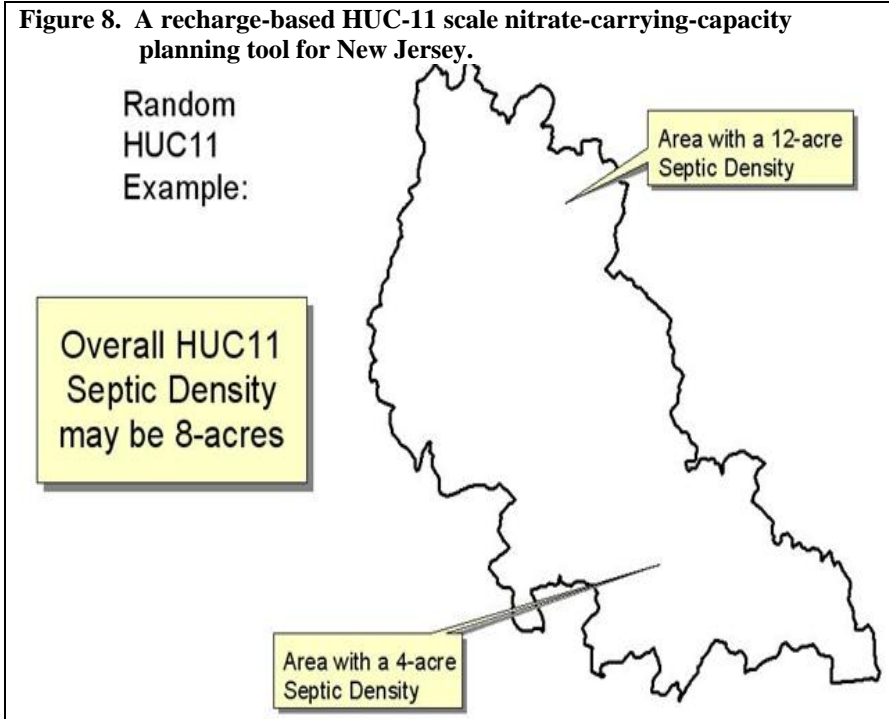 Figure 8. A recharge-based HUC-11 scale nitrate-carrying-capacity
planning tool for New Jersey.
Random
HUC11
Example:
Area with a 12-acre
Septic Density
Overall HUC11
Septic Density
may be 8-acres
Area with a 4-acre
Septic Density